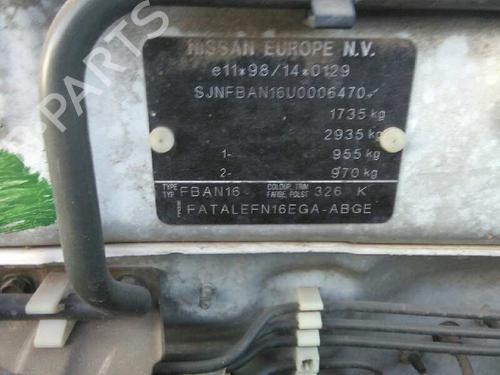 NISSAN EUROPE N.V.
e11*98/14*0129
SJNFBAN16U0006470
1735 kg
2935 kg
1- 955 kg
2- 970 kg
TYPE TYP FBAN16 COLOUR, TRIM FARBE, POLST 326 K
FATALEFN16EGA-ABGE
PARTS